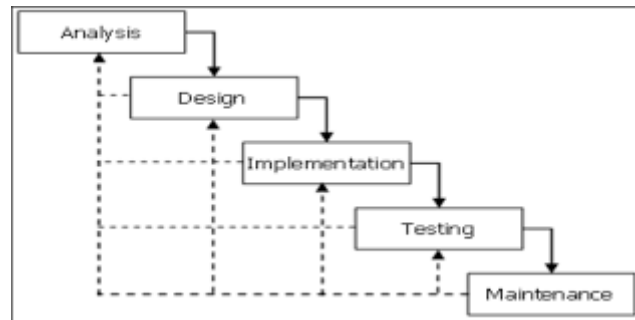 Analysis
Design
Implementation
Testing
Maintenance